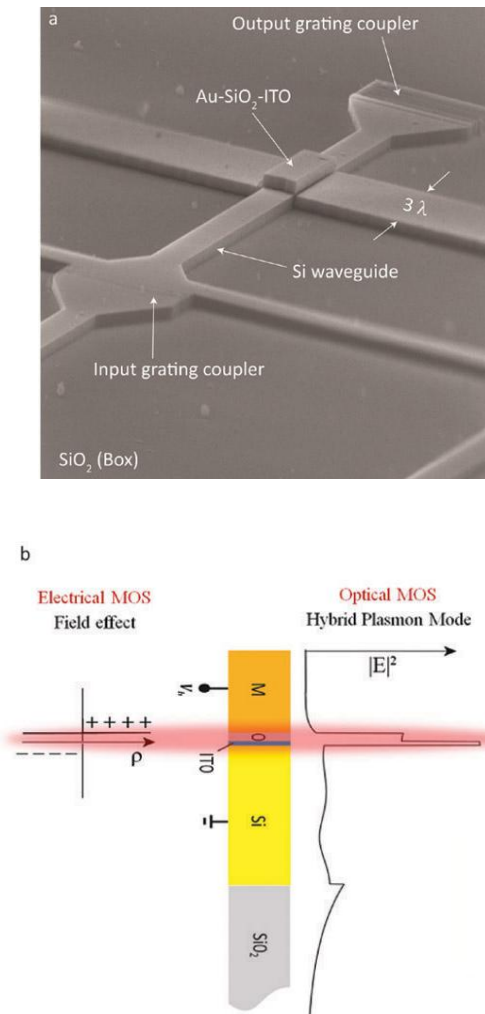 a
Output grating coupler
Au-SiO₂-ITO
3 λ
Si waveguide
Input grating coupler
SiO₂ (Box)
b
Electrical MOS
Field effect
Optical MOS
Hybrid Plasmon Mode
|E|²
M
++++
O
ρ
ITO
Si
SiO₂